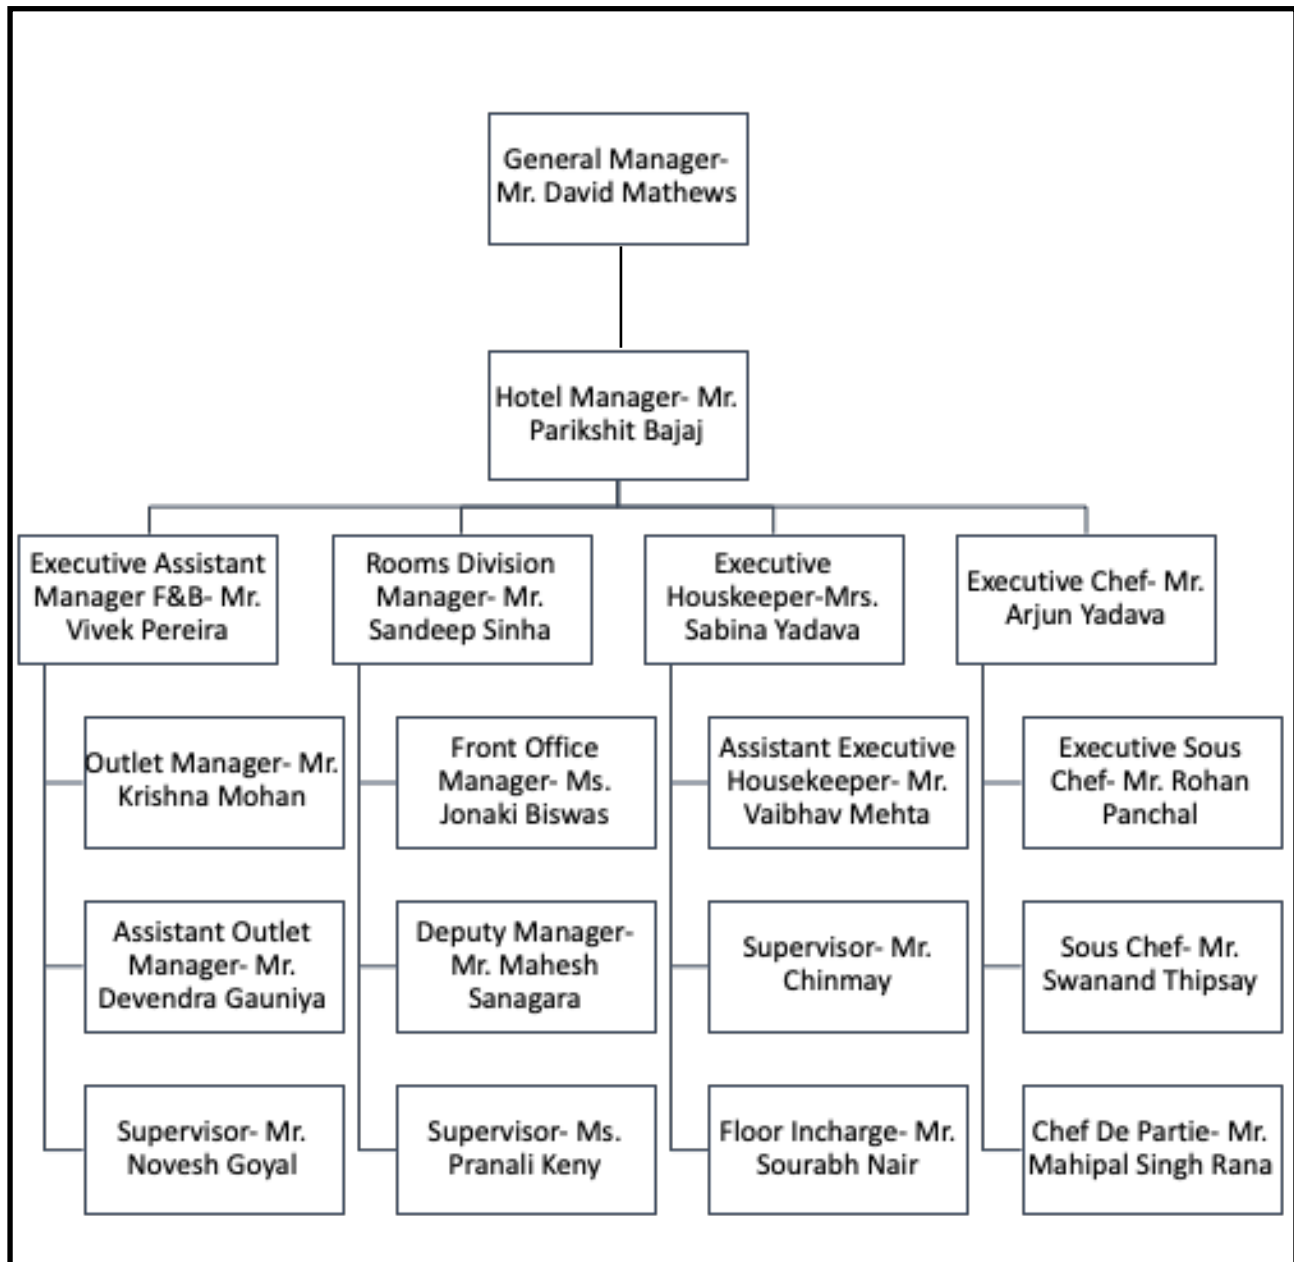 General Manager-
Mr. David Mathews
Hotel Manager- Mr.
Parikshit Bajaj
Executive Assistant
Manager F&B- Mr.
Vivek Pereira
Rooms Division
Manager- Mr.
Sandeep Sinha
Executive
Houskeeper-Mrs.
Sabina Yadava
Executive Chef- Mr.
Arjun Yadava
Outlet Manager- Mr.
Krishna Mohan
Front Office
Manager- Ms.
Jonaki Biswas
Assistant Executive
Housekeeper- Mr.
Vaibhav Mehta
Executive Sous
Chef- Mr. Rohan
Panchal
Assistant Outlet
Manager- Mr.
Devendra Gauniya
Deputy Manager-
Mr. Mahesh
Sanagara
Supervisor- Mr.
Chinmay
Sous Chef- Mr.
Swanand Thipsay
Supervisor- Mr.
Novesh Goyal
Supervisor- Ms.
Pranali Keny
Floor Incharge- Mr.
Sourabh Nair
Chef De Partie- Mr.
Mahipal Singh Rana